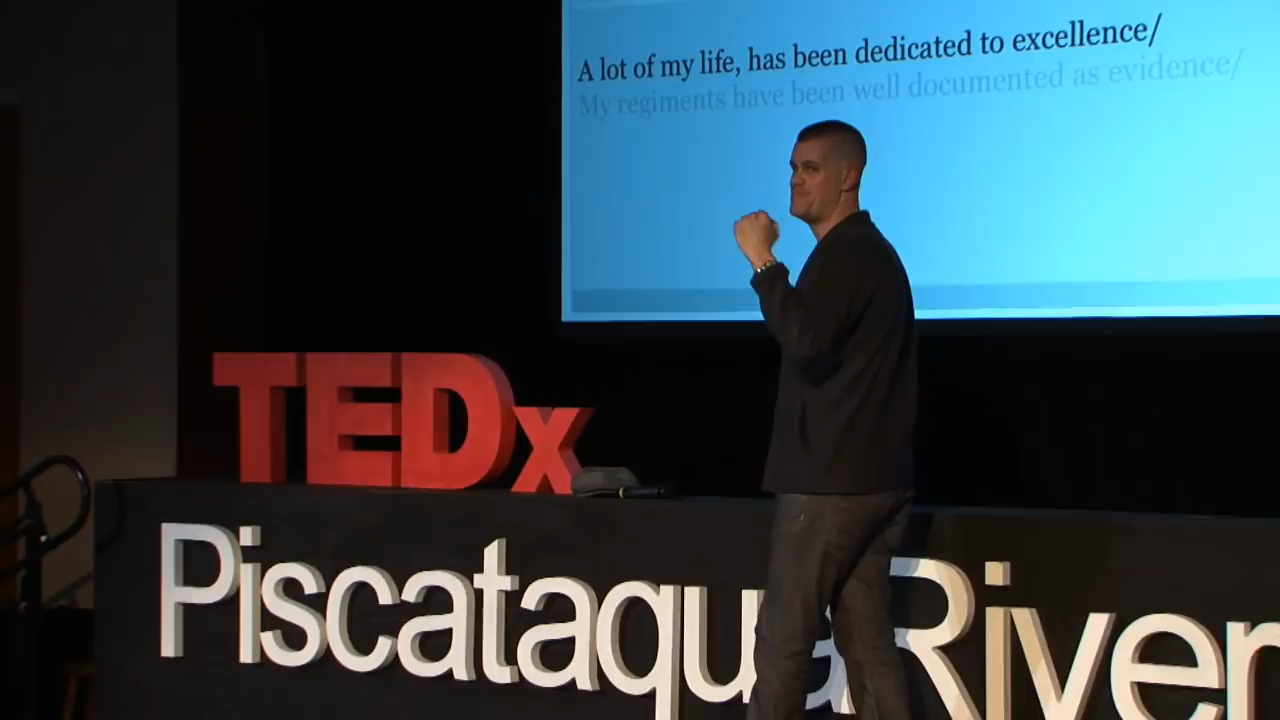 A lot of my life, has been dedicated to excellence/
My regiments have been well documented as evidence/
TEDx
Piscataqua River